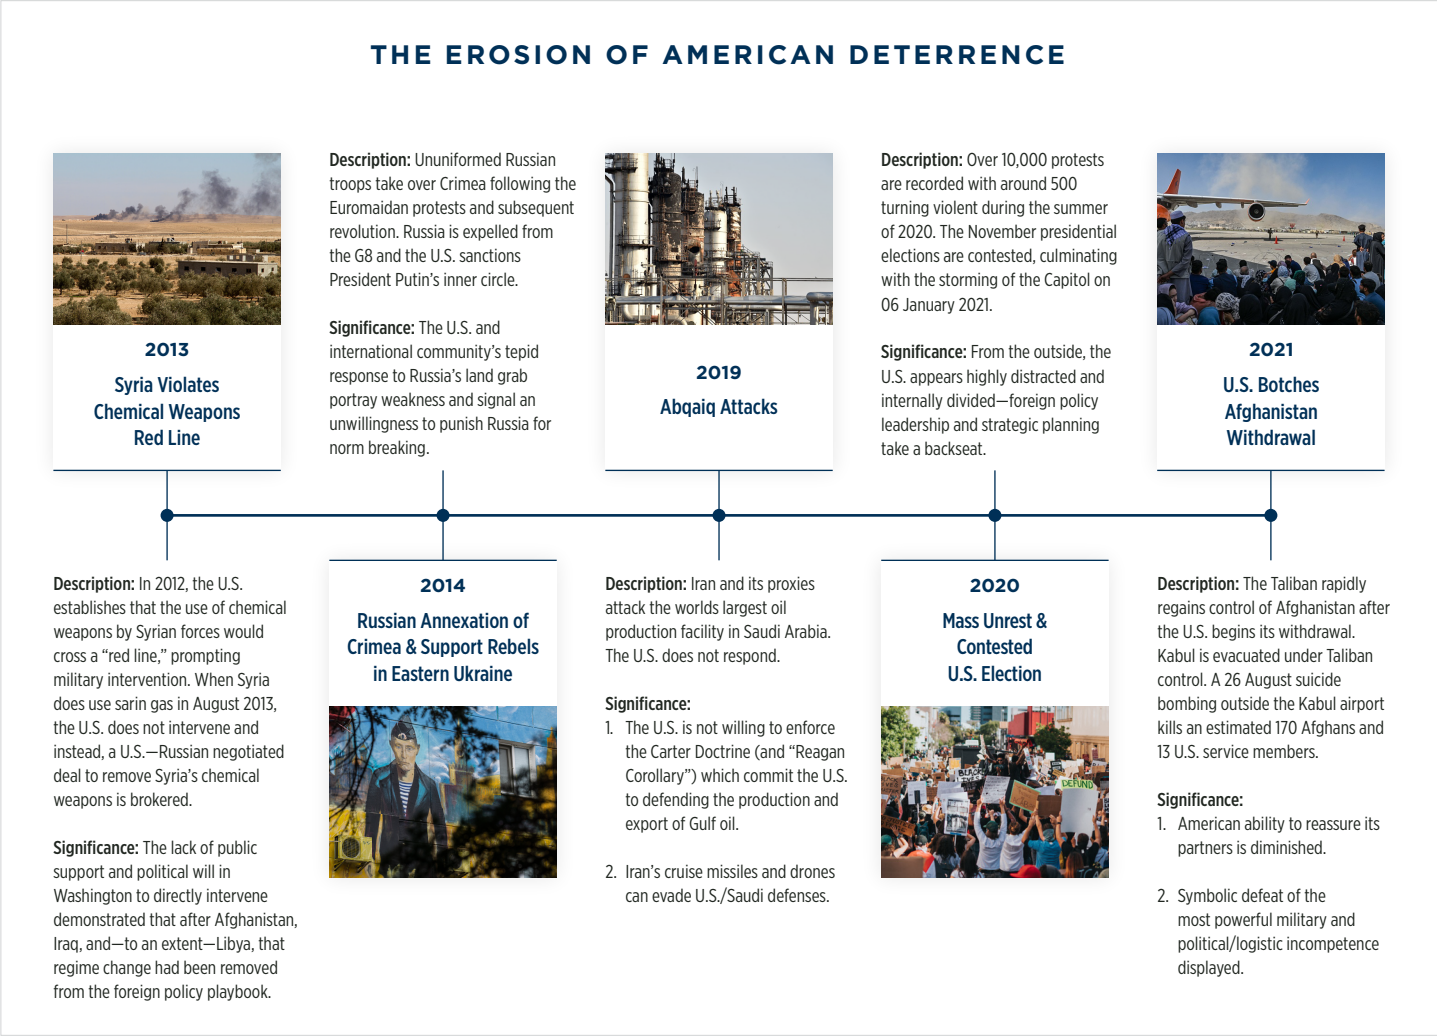 THE EROSION OF AMERICAN DETERRENCE
2013
Syria Violates
Chemical Weapons
Red Line
Description: In 2012, the U.S.
establishes that the use of chemical
weapons by Syrian forces would
cross a “red line,” prompting
military intervention. When Syria
does use sarin gas in August 2013,
the U.S. does not intervene and
instead, a U.S.—Russian negotiated
deal to remove Syria’s chemical
weapons is brokered.
Significance: The lack of public
support and political will in
Washington to directly intervene
demonstrated that after Afghanistan,
Iraq, and—to an extent—Libya, that
regime change had been removed
from the foreign policy playbook.
Description: Ununiformed Russian
troops take over Crimea following the
Euromaidan protests and subsequent
revolution. Russia is expelled from
the G8 and the U.S. sanctions
President Putin’s inner circle.
Significance: The U.S. and
international community’s tepid
response to Russia’s land grab
portray weakness and signal an
unwillingness to punish Russia for
norm breaking.
2014
Russian Annexation of
Crimea & Support Rebels
in Eastern Ukraine
2019
Abqaiq Attacks
Description: Iran and its proxies
attack the worlds largest oil
production facility in Saudi Arabia.
The U.S. does not respond.
Significance:
1. The U.S. is not willing to enforce
the Carter Doctrine (and “Reagan
Corollary”) which commit the U.S.
to defending the production and
export of Gulf oil.
2. Iran’s cruise missiles and drones
can evade U.S./Saudi defenses.
Description: Over 10,000 protests
are recorded with around 500
turning violent during the summer
of 2020. The November presidential
elections are contested, culminating
with the storming of the Capitol on
06 January 2021.
Significance: From the outside, the
U.S. appears highly distracted and
internally divided—foreign policy
leadership and strategic planning
take a backseat.
2020
Mass Unrest &
Contested
U.S. Election
BLACK
DEFUND
2021
U.S. Botches
Afghanistan
Withdrawal
Description: The Taliban rapidly
regains control of Afghanistan after
the U.S. begins its withdrawal.
Kabul is evacuated under Taliban
control. A 26 August suicide
bombing outside the Kabul airport
kills an estimated 170 Afghans and
13 U.S. service members.
Significance:
1. American ability to reassure its
partners is diminished.
2. Symbolic defeat of the
most powerful military and
political/logistic incompetence
displayed.